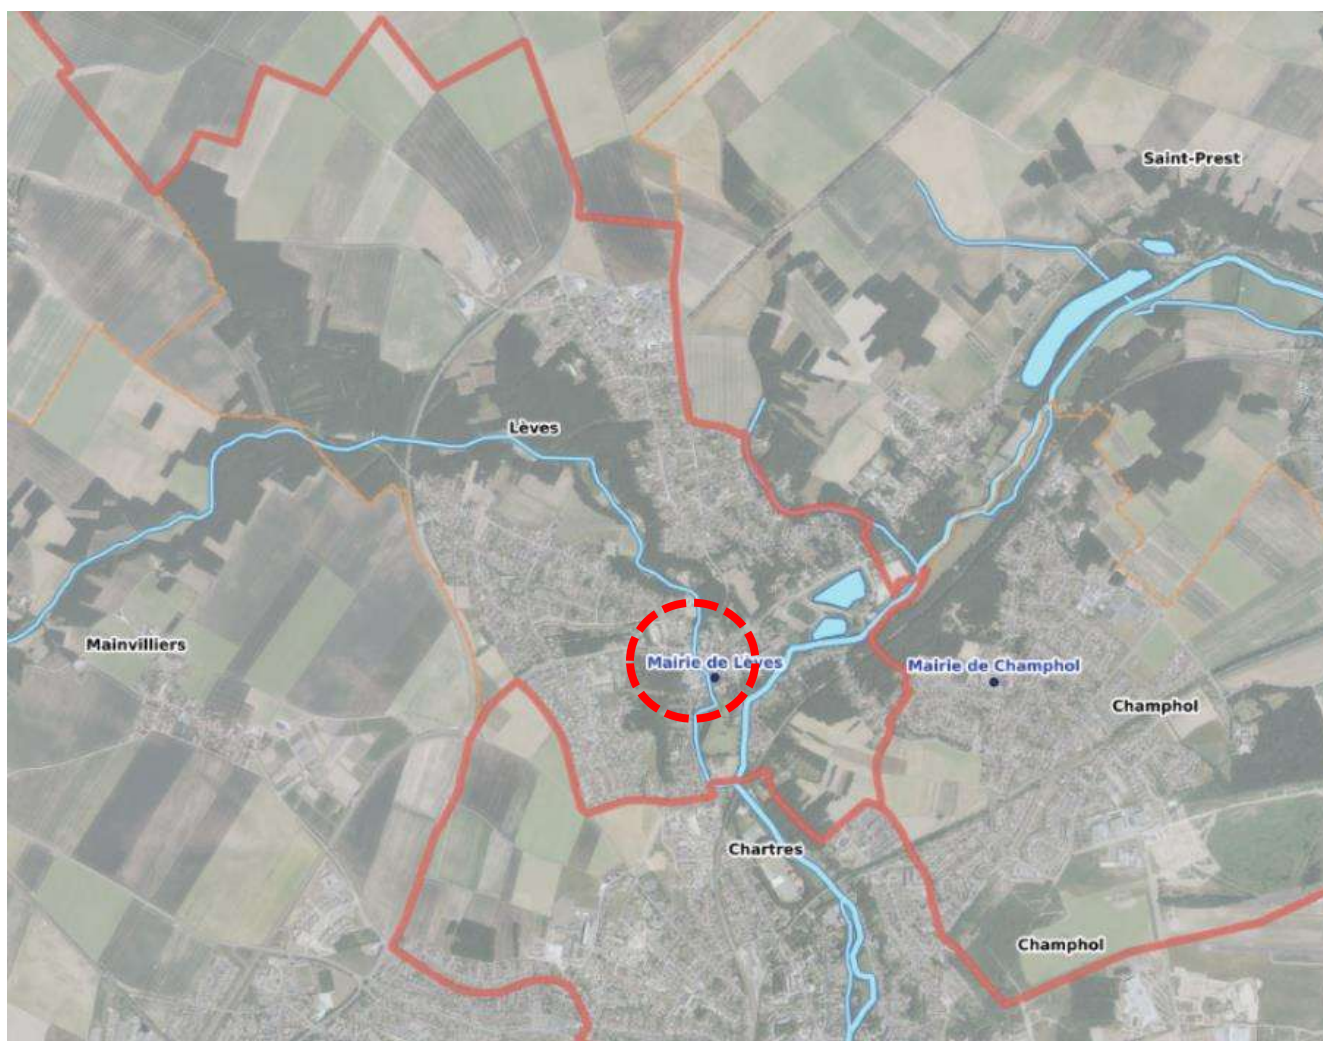 Saint-Prest
Lèves
Mainvilliers
Mairie de Lèves
Mairie de Champhol
Champhol
Chartres
Champhol